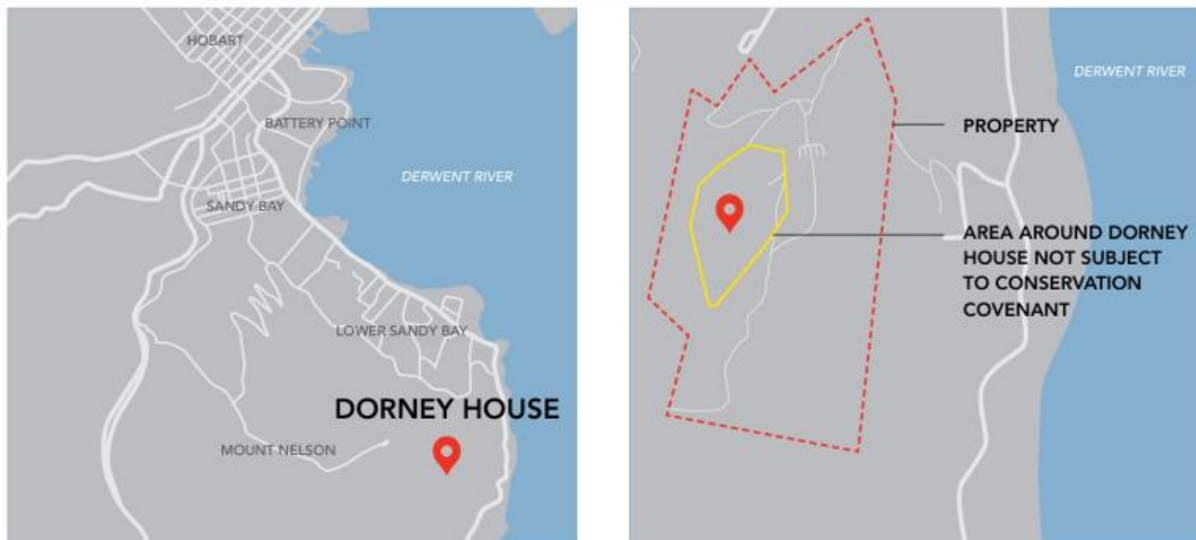 HOBART
BATTERY POINT
DERWENT RIVER
SANDY BAY
LOWER SANDY BAY
DORNEY HOUSE
MOUNT NELSON
DERWENT RIVER
PROPERTY
AREA AROUND DORNEY
HOUSE NOT SUBJECT
TO CONSERVATION
COVENANT